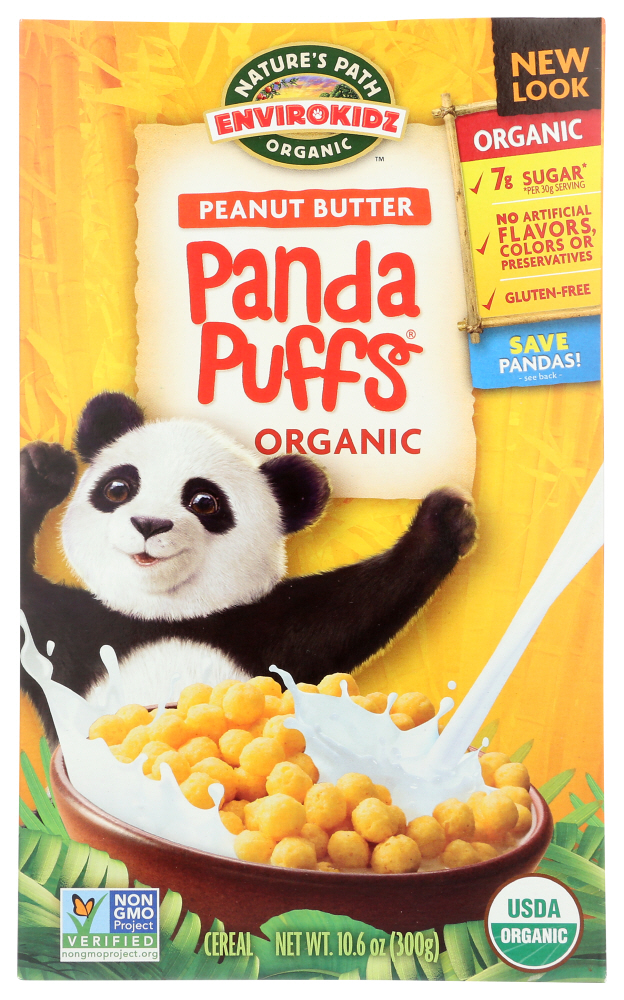 NATURE'S PATH
ENVIROKIDZ
ORGANIC
™
NEW
LOOK
ORGANIC
✓ 7g SUGAR*
*PER 30g SERVING
✓ NO ARTIFICIAL
FLAVORS,
COLORS OR
PRESERVATIVES
✓ GLUTEN-FREE
SAVE
PANDAS!
- see back -
PEANUT BUTTER
Panda
Puffs®
ORGANIC
NON
GMO
Project
VERIFIED
nongmoproject.org
CEREAL NET WT. 10.6 oz (300g)
USDA
ORGANIC